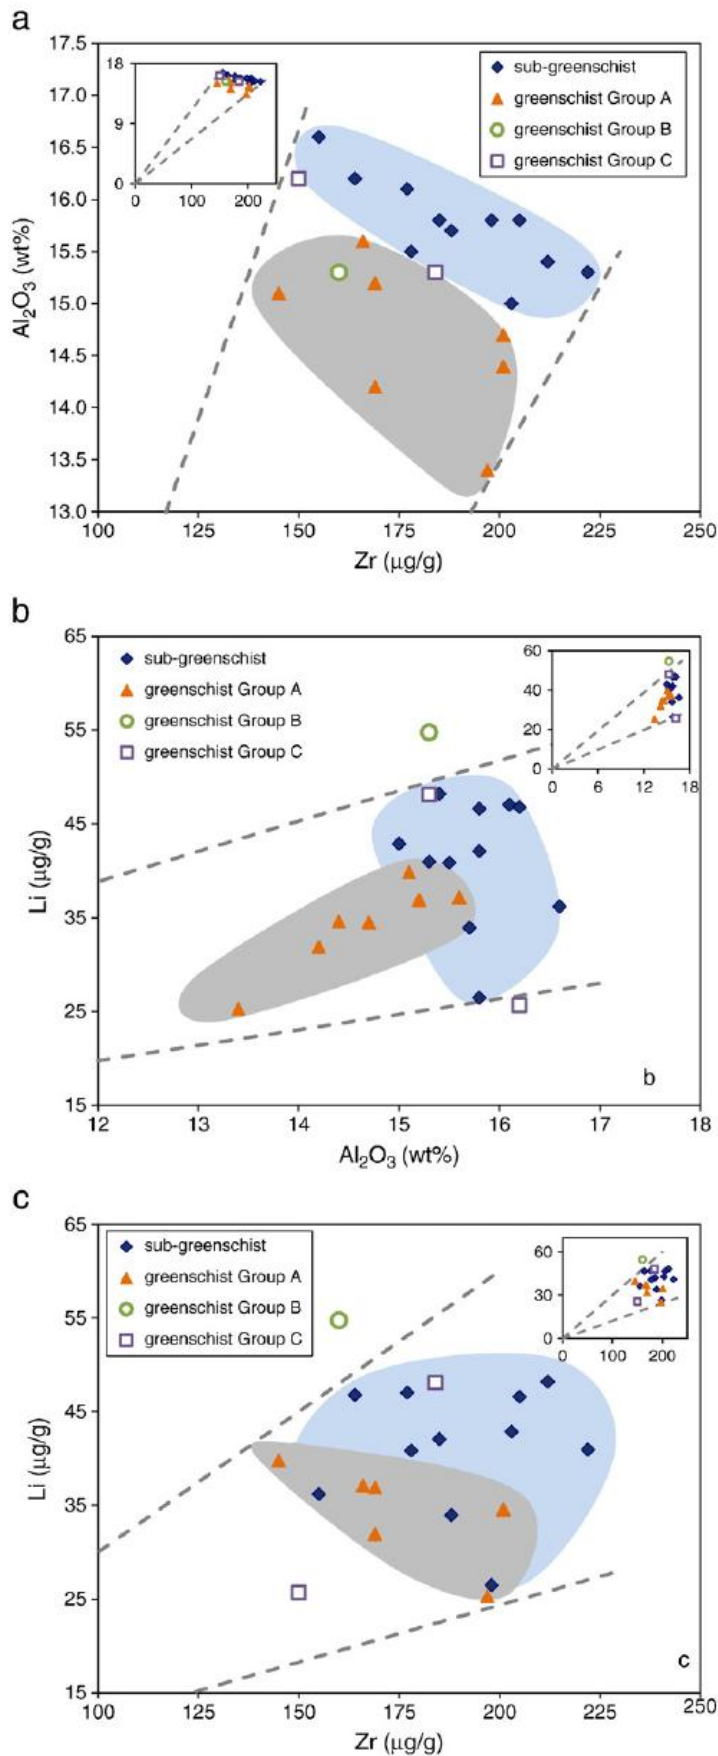 a
17.5
17.0
16.5
16.0
15.5
15.0
14.5
14.0
13.5
13.0
Al₂O₃ (wt%)
18
9
0
0 100 200
sub-greenschist
greenschist Group A
greenschist Group B
greenschist Group C
100 125 150 175 200 225 250
Zr (μg/g)
b
65
55
45
35
25
15
Li (μg/g)
sub-greenschist
greenschist Group A
greenschist Group B
greenschist Group C
60
40
20
0
0 6 12 18
b
12 13 14 15 16 17 18
Al₂O₃ (wt%)
c
65
55
45
35
25
15
Li (μg/g)
sub-greenschist
greenschist Group A
greenschist Group B
greenschist Group C
60
30
0
0 100 200
c
100 125 150 175 200 225 250
Zr (μg/g)